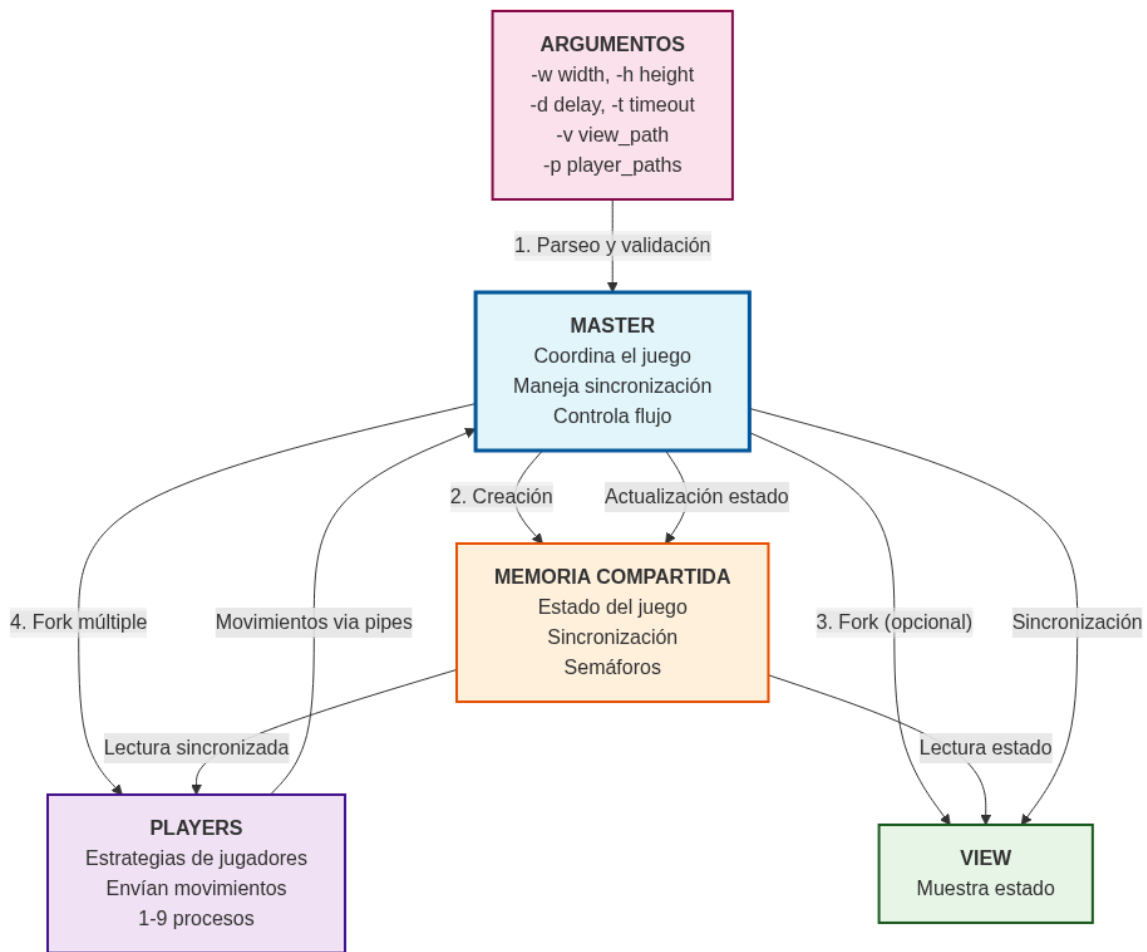 ARGUMENTOS
-w width, -h height
-d delay, -t timeout
-v view_path
-p player_paths
1. Parseo y validación
MASTER
Coordina el juego
Maneja sincronización
Controla flujo
2. Creación
Actualización estado
MEMORIA COMPARTIDA
Estado del juego
Sincronización
Semáforos
4. Fork múltiple
Movimientos via pipes
3. Fork (opcional)
Sincronización
Lectura sincronizada
Lectura estado
PLAYERS
Estrategias de jugadores
Envían movimientos
1-9 procesos
VIEW
Muestra estado